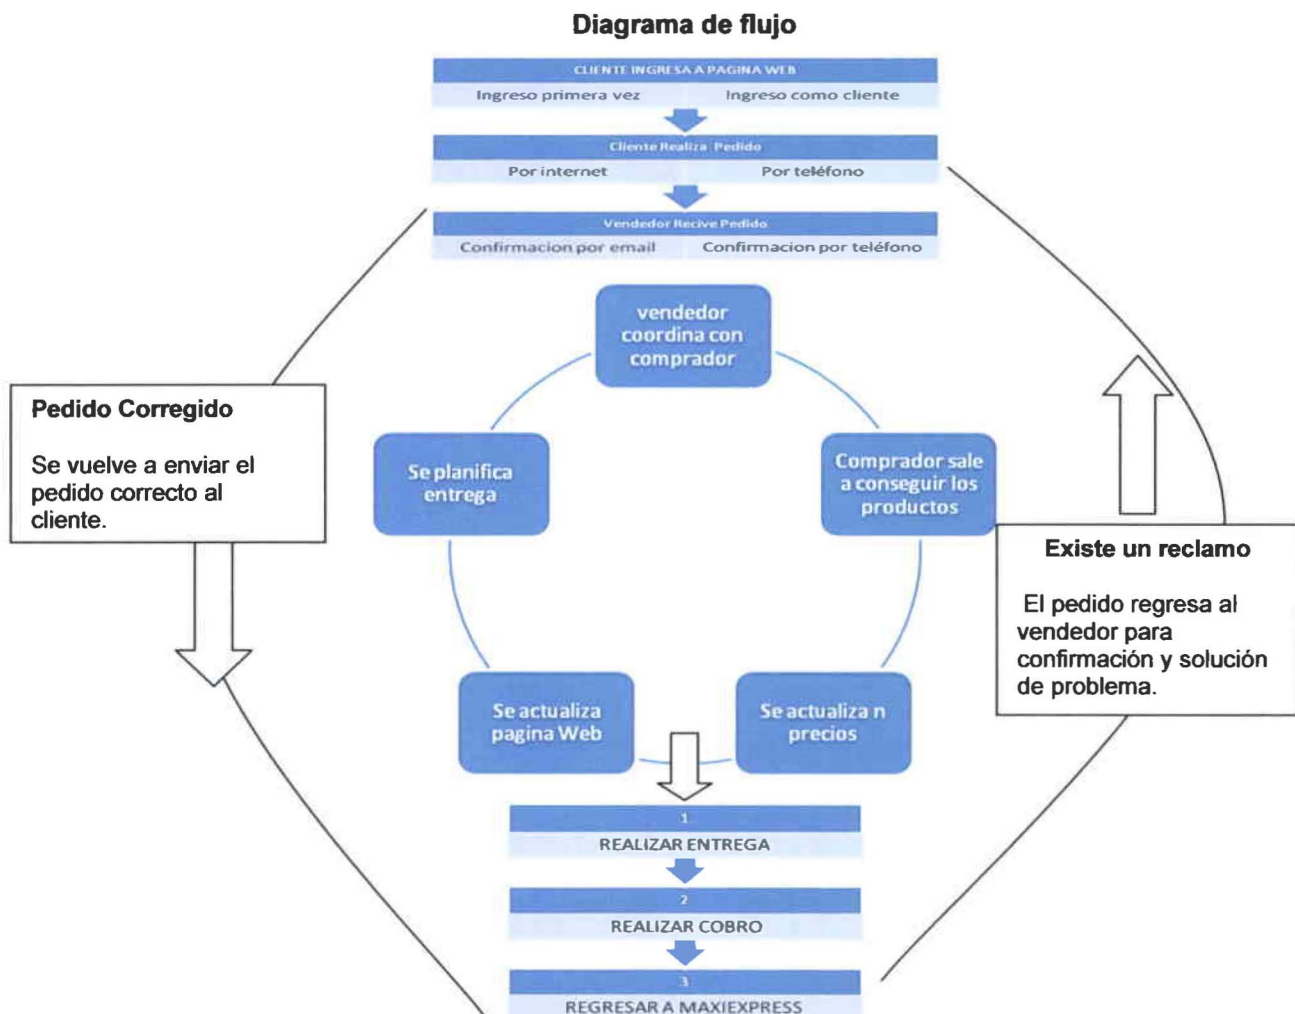 Diagrama de flujo
CLIENTE INGRESA A PAGINA WEB
Ingreso primera vez
Ingreso como cliente
Cliente Realiza Pedido
Por internet
Por teléfono
Vendedor Recive Pedido
Confirmacion por email
Confirmacion por teléfono
vendedor
coordina con
comprador
Pedido Corregido
Se vuelve a enviar el
pedido correcto al
cliente.
Se planifica
entrega
Comprador sale
a conseguir los
productos
Existe un reclamo
El pedido regresa al
vendedor para
confirmación y solución
de problema.
Se actualiza
pagina Web
Se actualiza n
precios
1
REALIZAR ENTREGA
2
REALIZAR COBRO
3
REGRESAR A MAXIEXPRESS